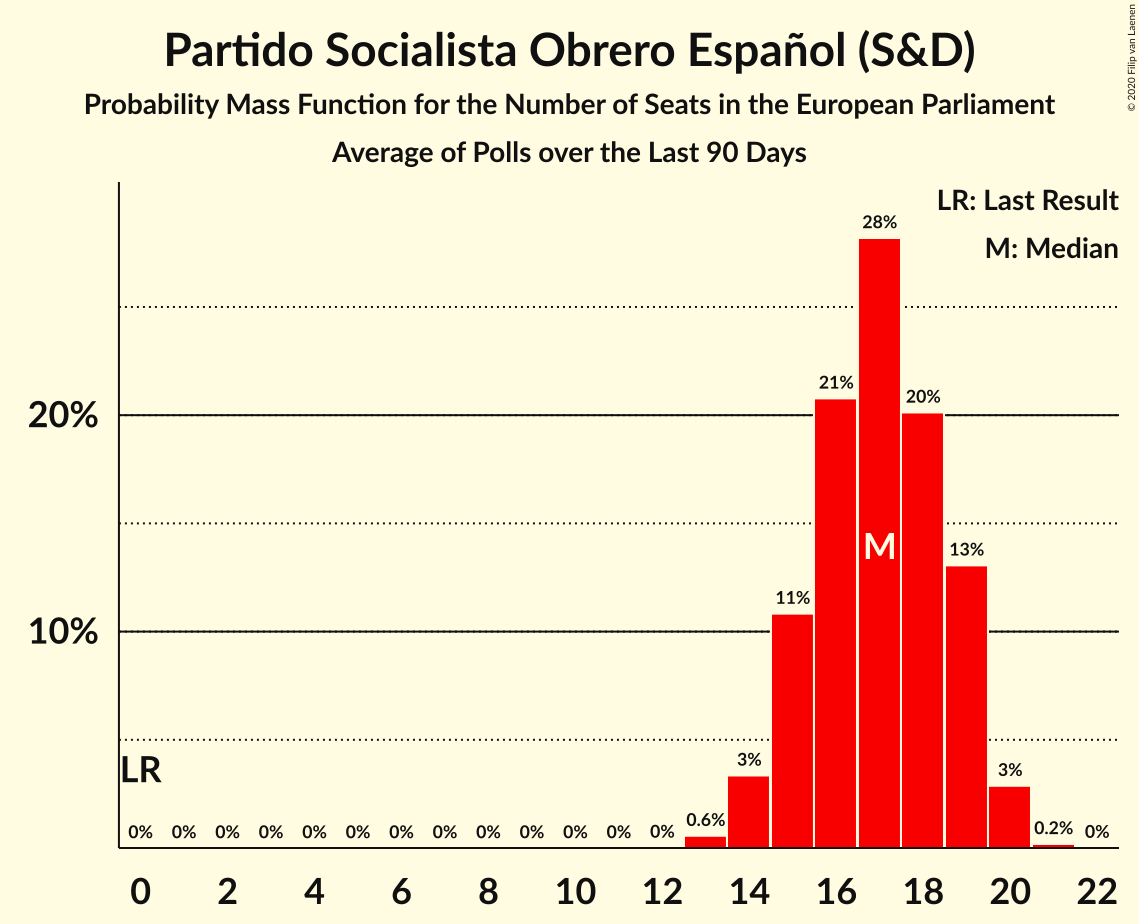 Partido Socialista Obrero Español (S&D)
Probability Mass Function for the Number of Seats in the European Parliament
Average of Polls over the Last 90 Days
© 2020 Filip van Laenen
LR: Last Result
M: Median
28%
21%
20%
20%
M
13%
11%
10%
LR
3%
3%
0% 0% 0% 0% 0% 0% 0% 0% 0% 0% 0% 0% 0% 0.6% 0.2% 0%
0 2 4 6 8 10 12 14 16 18 20 22